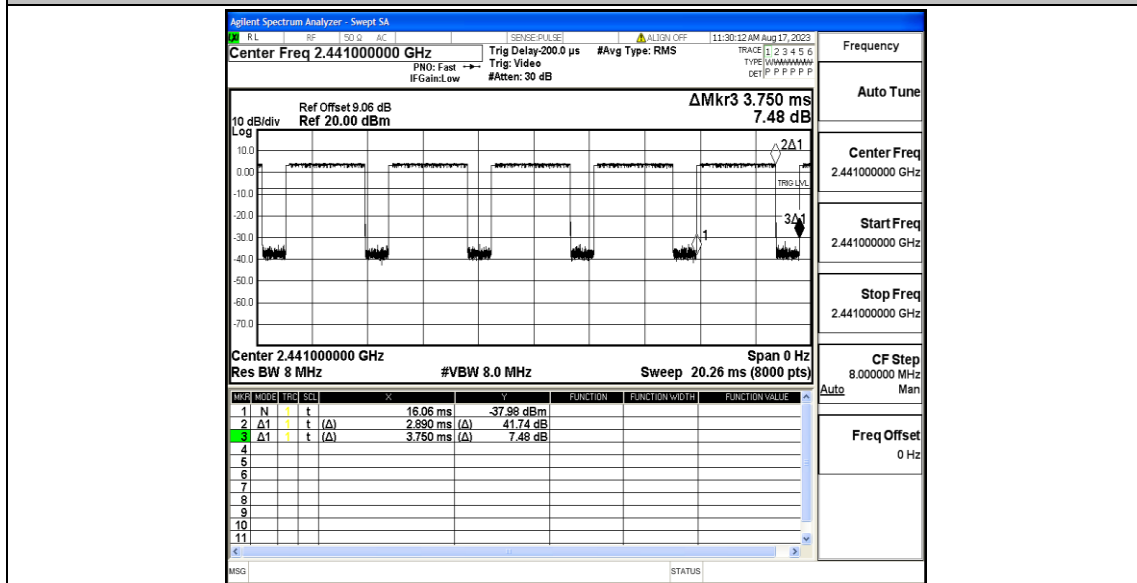 Agilent Spectrum Analyzer - Swept SA
LXI RL RF 50 Ω AC SENSE:PULSE ALIGN OFF 11:30:12 AM Aug 17, 2023
Center Freq 2.441000000 GHz
Trig Delay-200.0 µs #Avg Type: RMS
TRACE 1 2 3 4 5 6
PNO: Fast Trig: Video
TYPE WWWWWW
IFGain:Low #Atten: 30 dB
DET P P P P P P
ΔMkr3 3.750 ms
7.48 dB
Ref Offset 9.06 dB
10 dB/div Ref 20.00 dBm
Log
10.0
0.00
-10.0
-20.0
-30.0
-40.0
-50.0
-60.0
-70.0
2Δ1
TRIG LVL
3Δ1
1
Center 2.441000000 GHz Span 0 Hz
Res BW 8 MHz #VBW 8.0 MHz Sweep 20.26 ms (8000 pts)
MKR MODE TRC SCL X Y FUNCTION FUNCTION WIDTH FUNCTION VALUE
1 N 1 t 16.06 ms -37.98 dBm
2 Δ1 1 t (Δ) 2.890 ms (Δ) 41.74 dB
3 Δ1 1 t (Δ) 3.750 ms (Δ) 7.48 dB
4
5
6
7
8
9
10
11
MSG STATUS
Frequency
Auto Tune
Center Freq
2.441000000 GHz
Start Freq
2.441000000 GHz
Stop Freq
2.441000000 GHz
CF Step
8.000000 MHz
Auto Man
Freq Offset
0 Hz